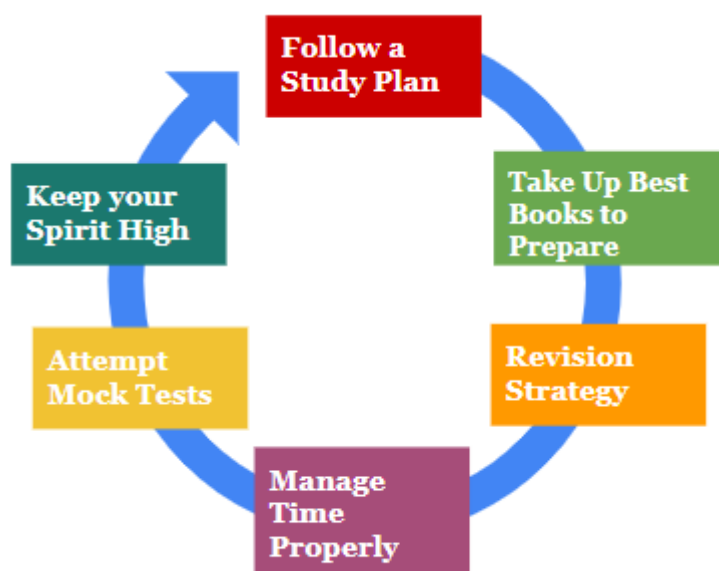 Follow a
Study Plan
Take Up Best
Books to
Prepare
Revision
Strategy
Manage
Time
Properly
Attempt
Mock Tests
Keep your
Spirit High